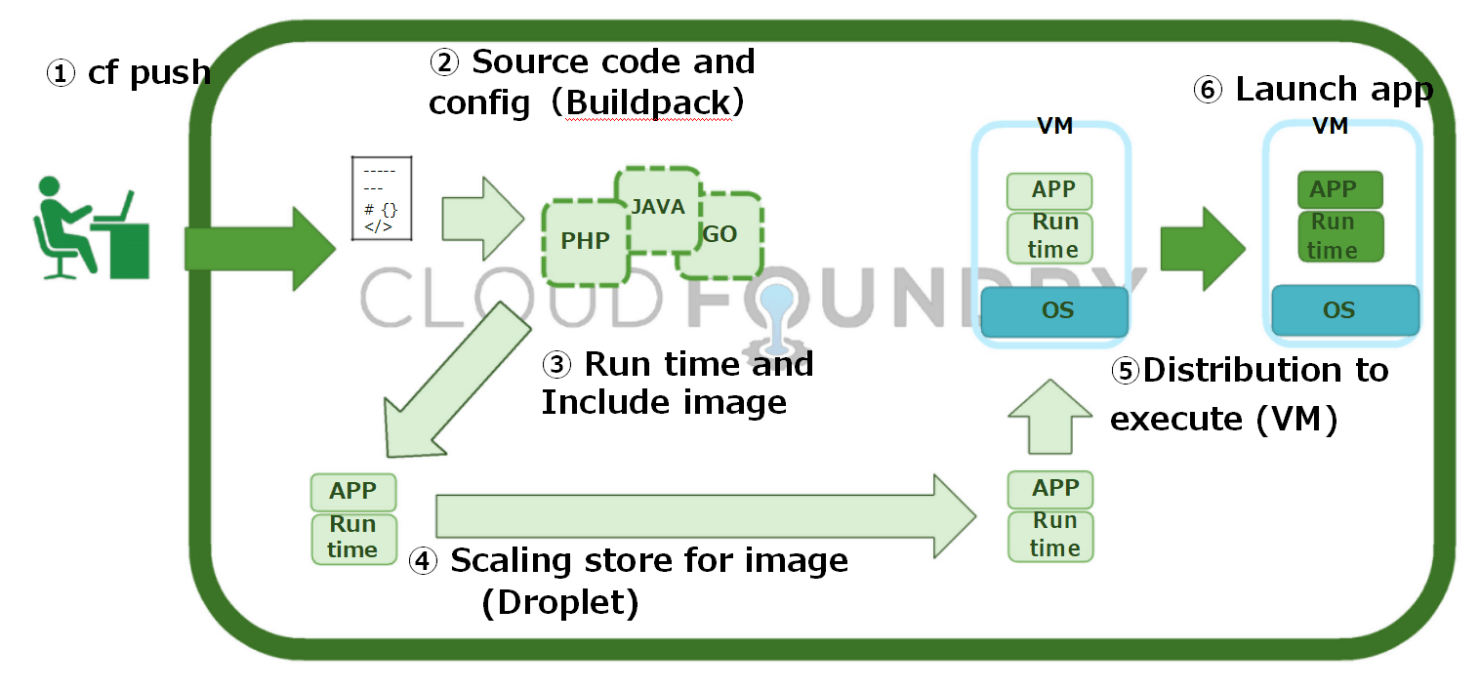 ① cf push
② Source code and
config（Buildpack）
-----
---
# {}
</>
PHP
JAVA
GO
CLOUD FOUNDRY
③ Run time and
Include image
APP
Run
time
④ Scaling store for image
(Droplet)
APP
Run
time
⑤Distribution to
execute (VM)
VM
APP
Run
time
OS
⑥ Launch app
VM
APP
Run
time
OS